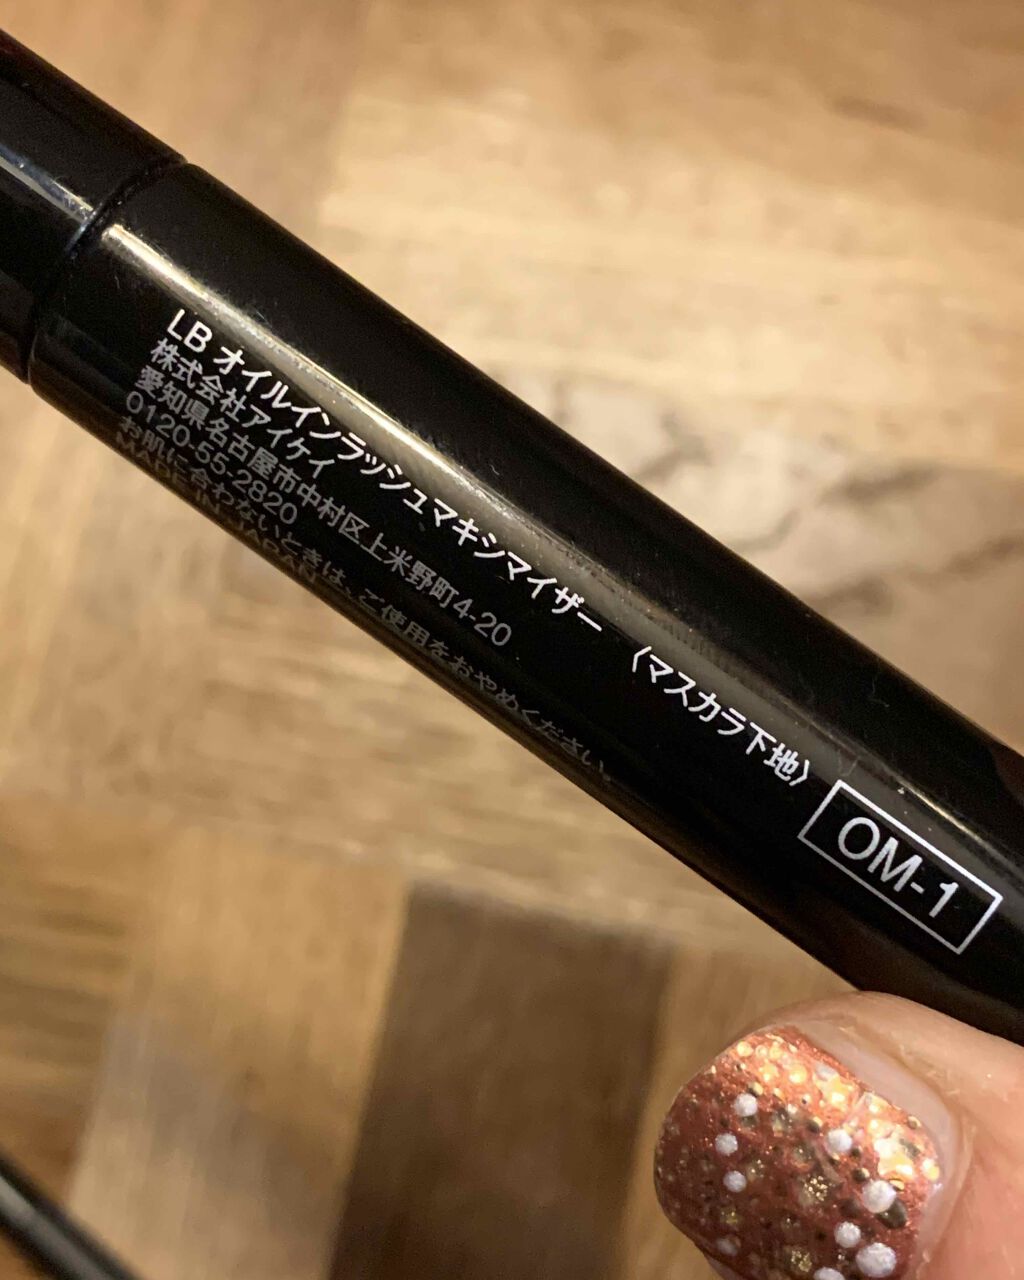 LB オイルインラッシュマキシマイザー 〈マスカラ下地〉 OM-1
株式会社アイケイ
愛知県名古屋市中村区上米野町4-20
0120-55-2820
お肌に合わないときは、ご使用をおやめください。
MADE IN JAPAN